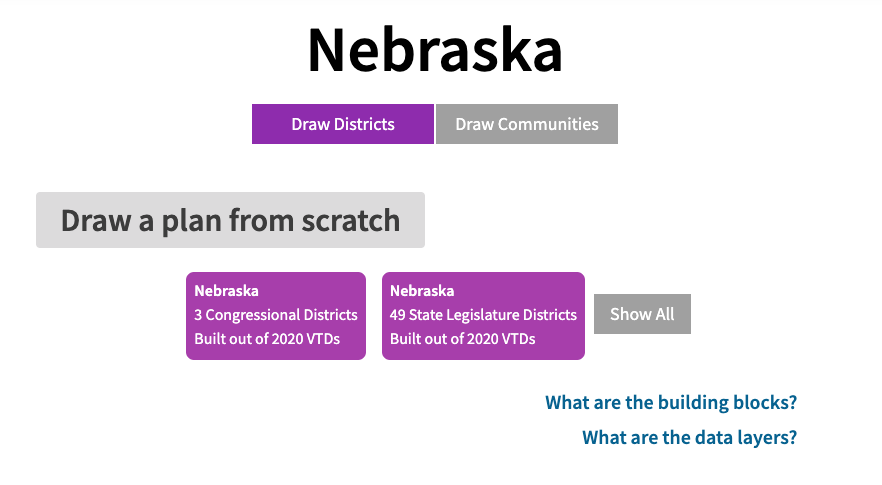 Nebraska
Draw Districts
Draw Communities
Draw a plan from scratch
Nebraska
3 Congressional Districts
Built out of 2020 VTDs
Nebraska
49 State Legislature Districts
Built out of 2020 VTDs
Show All
What are the building blocks?
What are the data layers?